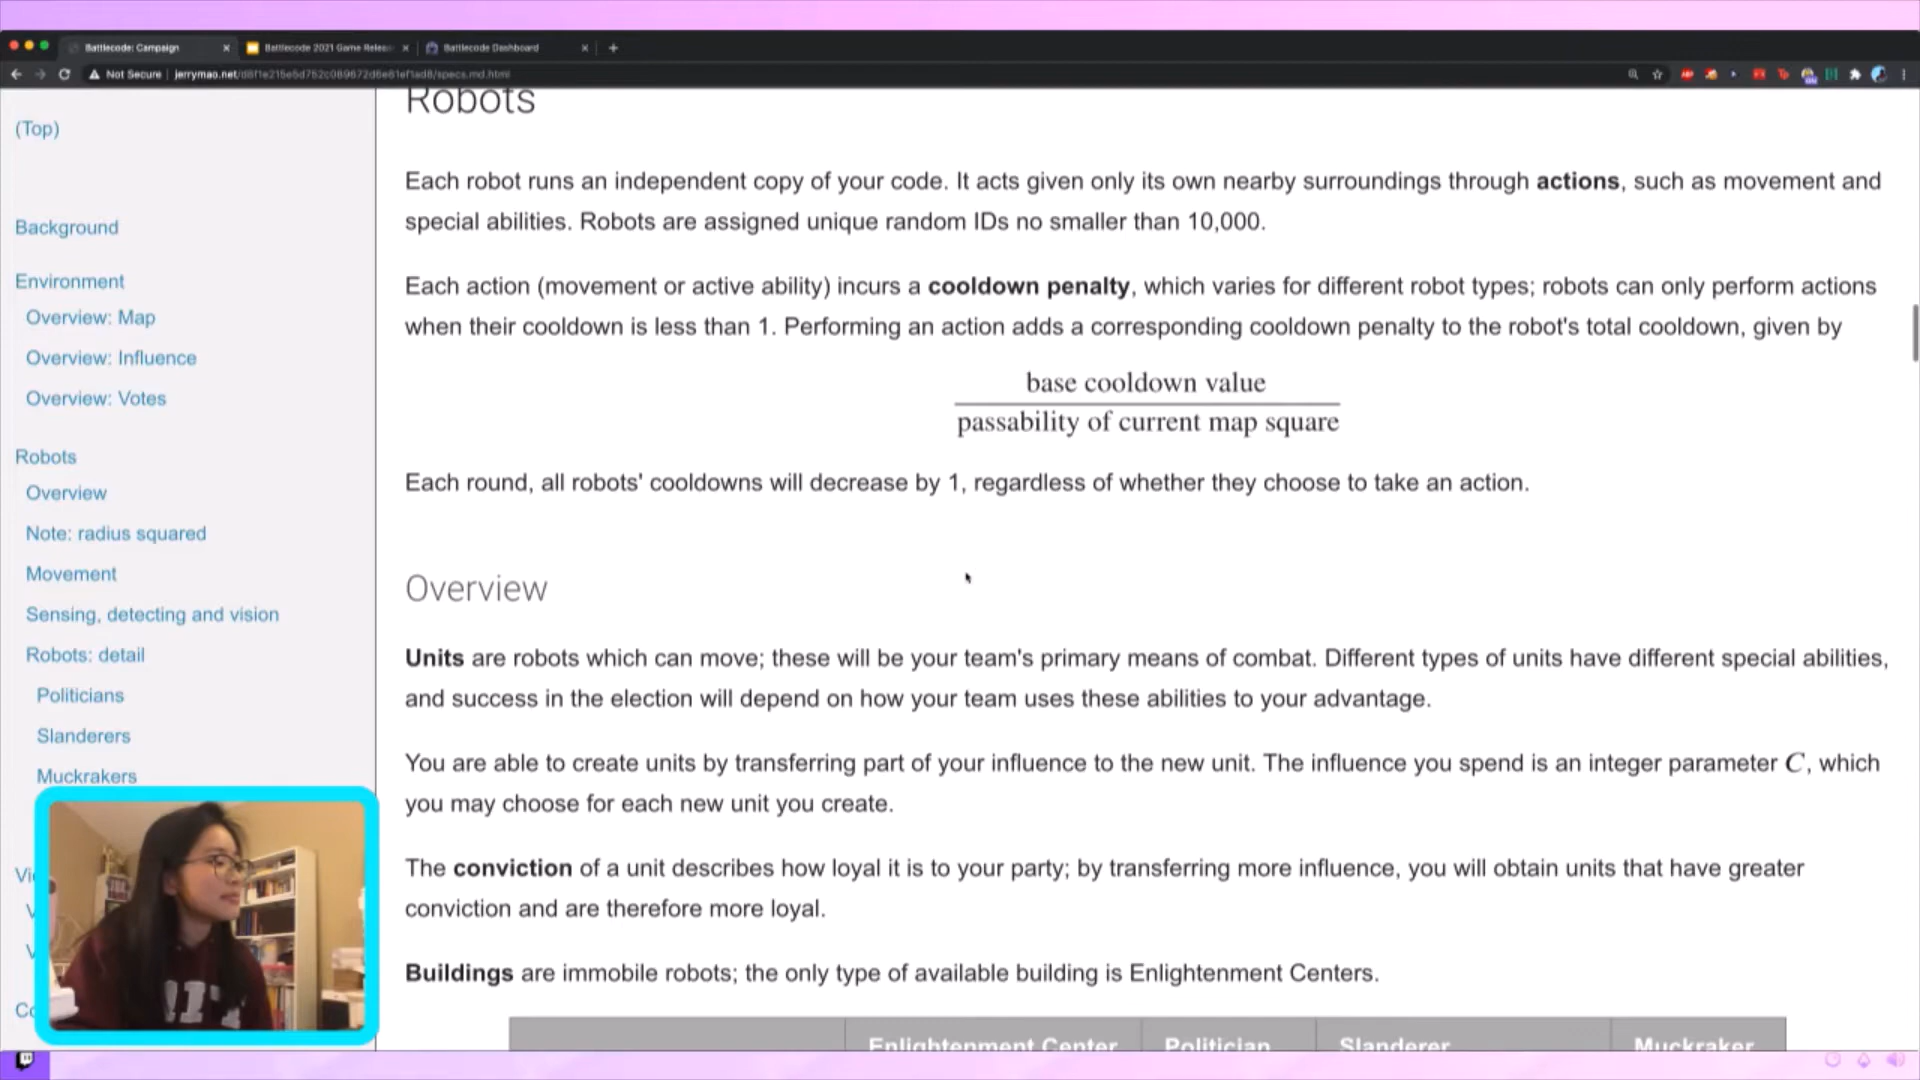 Battlecode: Campaign
Battlecode 2021 Game Releas
Battlecode Dashboard
Not Secure | jerrymao.net/d8f1e215e5d762c089672d6e81ef1ad8/specs.md.html
(Top)
Background
Environment
Overview: Map
Overview: Influence
Overview: Votes
Robots
Overview
Note: radius squared
Movement
Sensing, detecting and vision
Robots: detail
Politicians
Slanderers
Muckrakers
Robots
Each robot runs an independent copy of your code. It acts given only its own nearby surroundings through actions, such as movement and
special abilities. Robots are assigned unique random IDs no smaller than 10,000.
Each action (movement or active ability) incurs a cooldown penalty, which varies for different robot types; robots can only perform actions
when their cooldown is less than 1. Performing an action adds a corresponding cooldown penalty to the robot's total cooldown, given by
base cooldown value
passability of current map square
Each round, all robots' cooldowns will decrease by 1, regardless of whether they choose to take an action.
Overview
Units are robots which can move; these will be your team's primary means of combat. Different types of units have different special abilities,
and success in the election will depend on how your team uses these abilities to your advantage.
You are able to create units by transferring part of your influence to the new unit. The influence you spend is an integer parameter C, which
you may choose for each new unit you create.
The conviction of a unit describes how loyal it is to your party; by transferring more influence, you will obtain units that have greater
conviction and are therefore more loyal.
Buildings are immobile robots; the only type of available building is Enlightenment Centers.
Enlightenment Center Politician Slanderer Muckraker